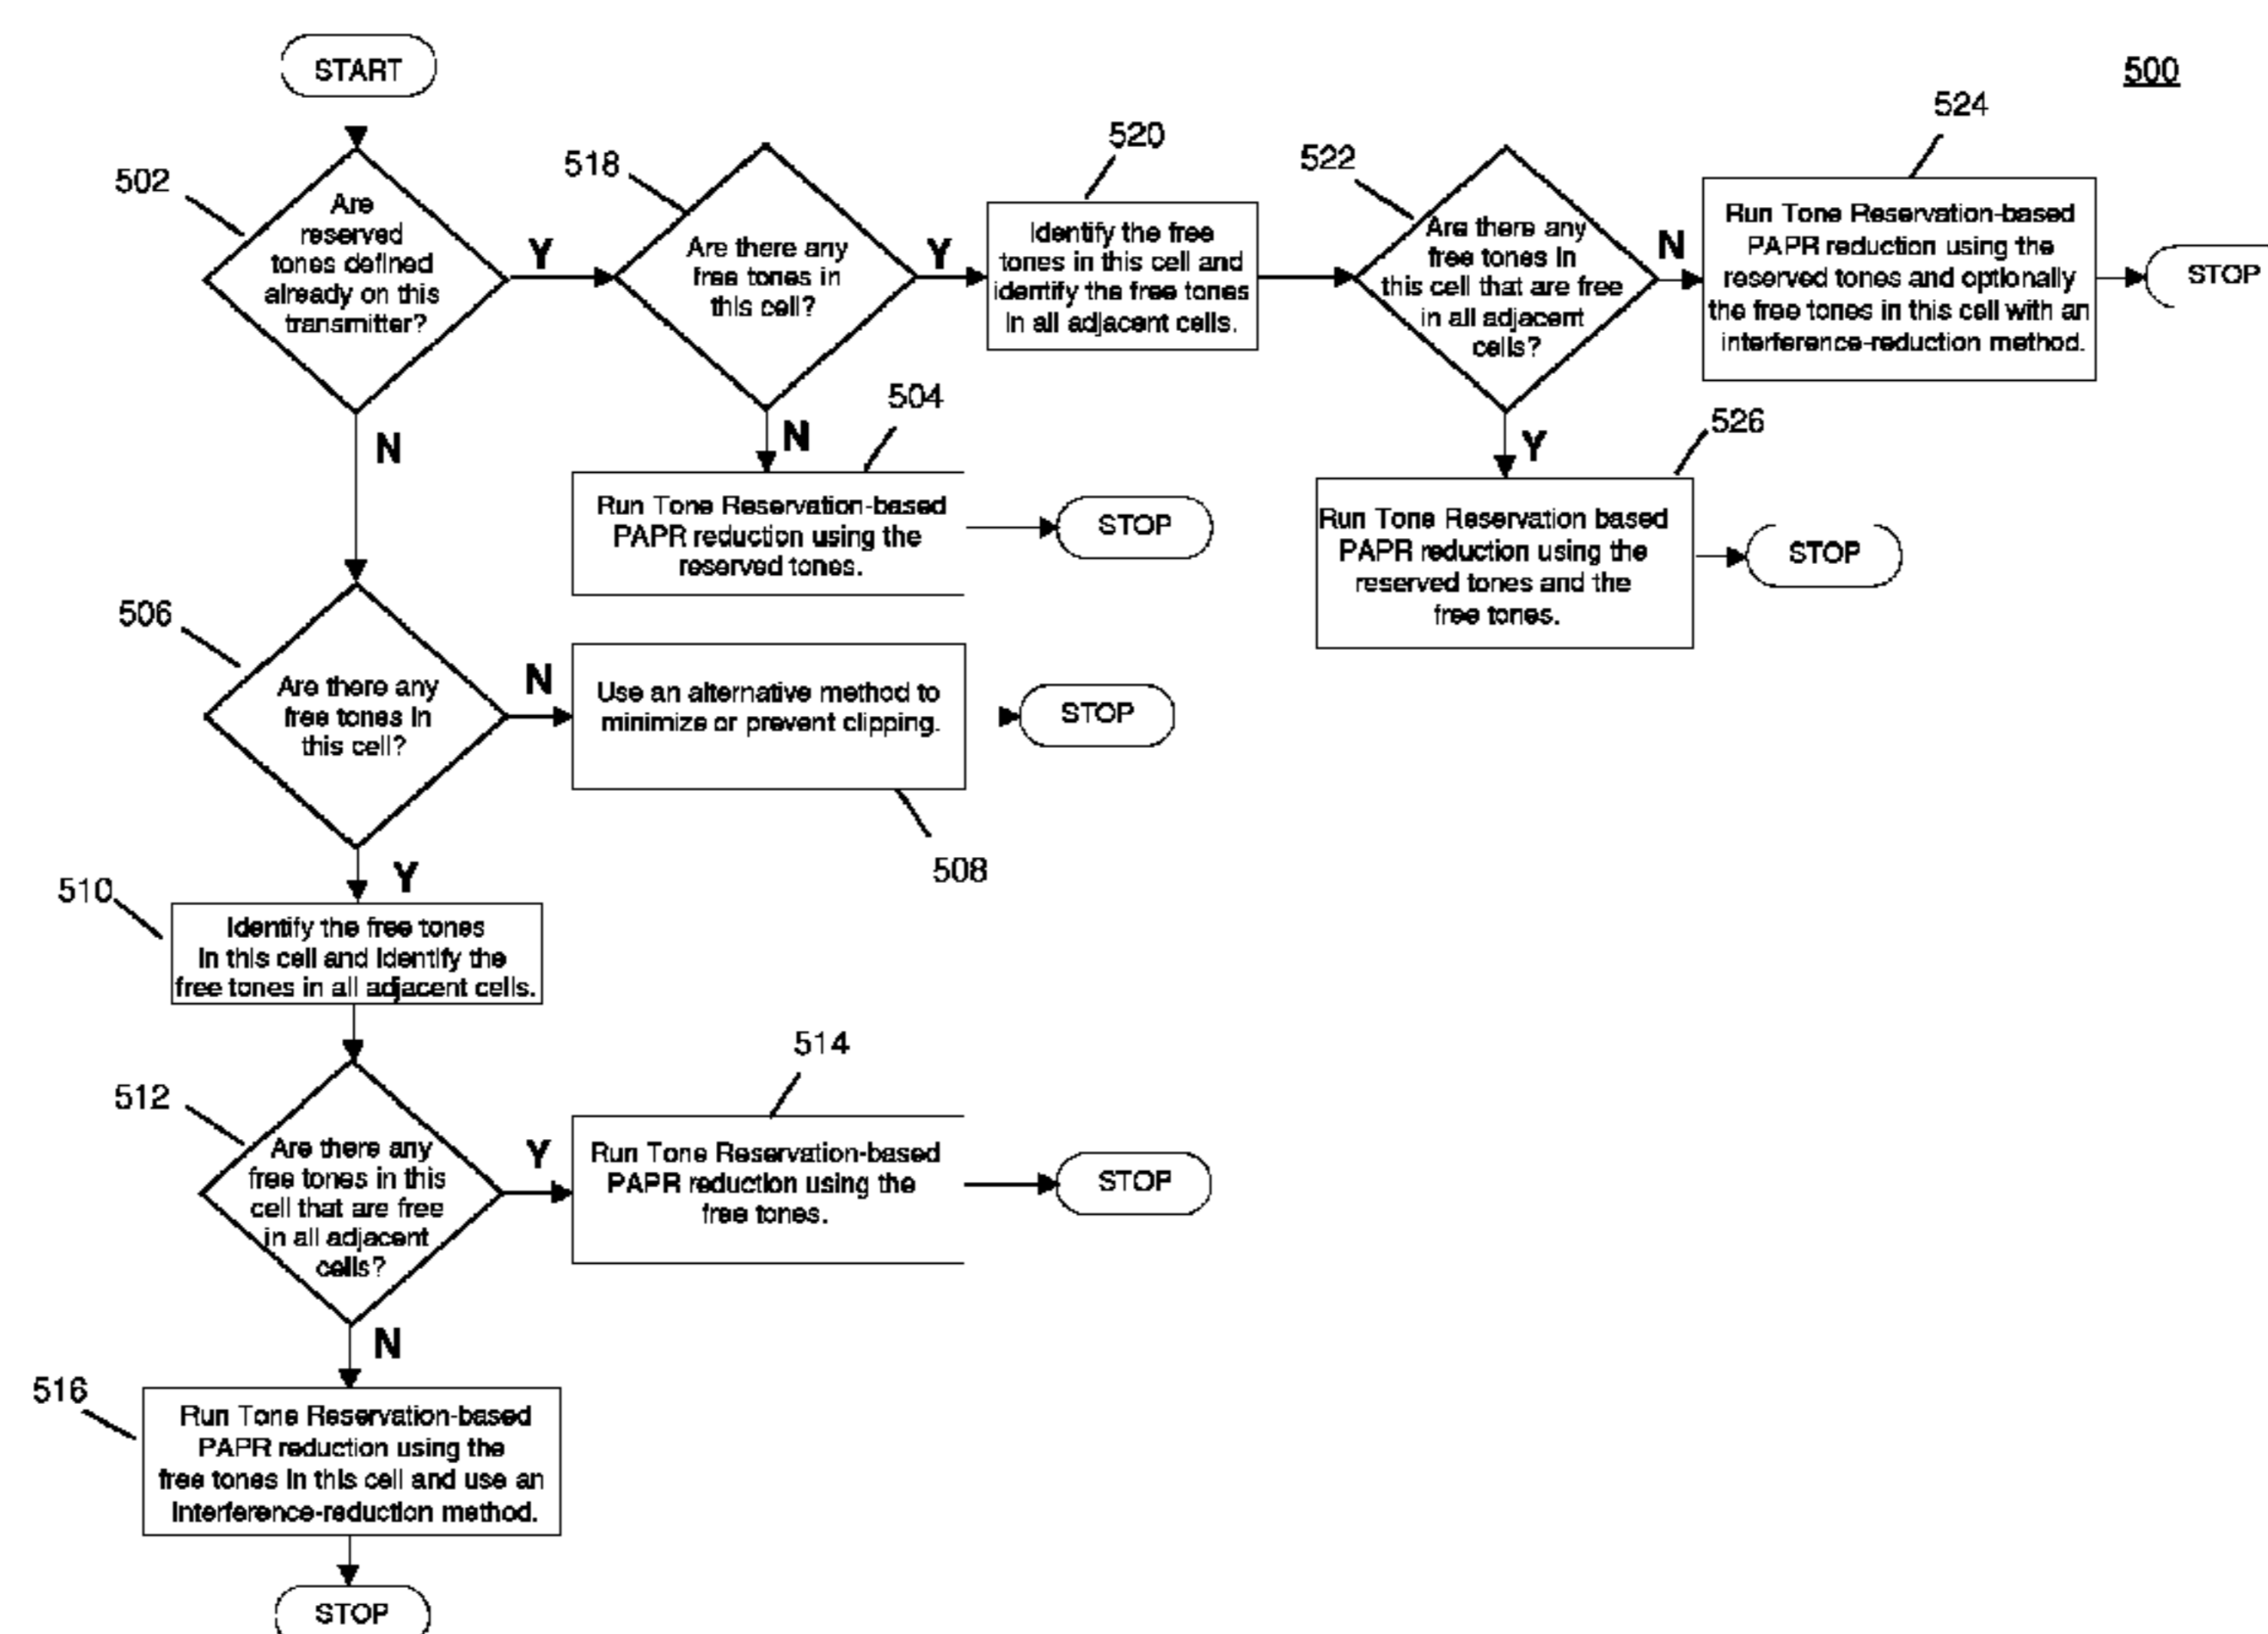 START
500
502
Are
reserved
tones defined
already on this
transmitter?
Y
518
Are there any
free tones in
this cell?
Y
520
Identify the free
tones in this cell and
identify the free tones
in all adjacent cells.
522
Are there any
free tones in
this cell that are free
in all adjacent
cells?
N
524
Run Tone Reservation-based
PAPR reduction using the
reserved tones and optionally
the free tones in this cell with an
interference-reduction method.
STOP
N
N
504
Run Tone Reservation-based
PAPR reduction using the
reserved tones.
STOP
Y
526
Run Tone Reservation based
PAPR reduction using the
reserved tones and the
free tones.
STOP
506
Are there any
free tones in
this cell?
N
Use an alternative method to
minimize or prevent clipping.
STOP
508
Y
510
Identify the free tones
in this cell and identify the
free tones in all adjacent cells.
512
Are there any
free tones in this
cell that are free
in all adjacent
cells?
Y
514
Run Tone Reservation-based
PAPR reduction using the
free tones.
STOP
N
516
Run Tone Reservation-based
PAPR reduction using the
free tones in this cell and use an
interference-reduction method.
STOP